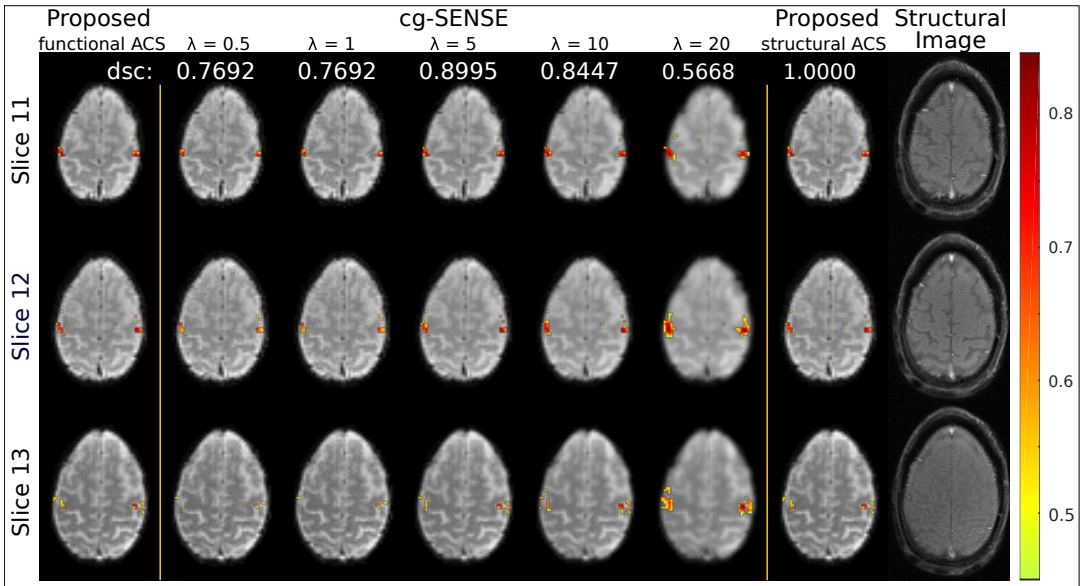 Proposed cg-SENSE Proposed Structural
functional ACS λ = 0.5 λ = 1 λ = 5 λ = 10 λ = 20 structural ACS Image
dsc: 0.7692 0.7692 0.8995 0.8447 0.5668 1.0000
Slice 11
Slice 12
Slice 13
0.8
0.7
0.6
0.5